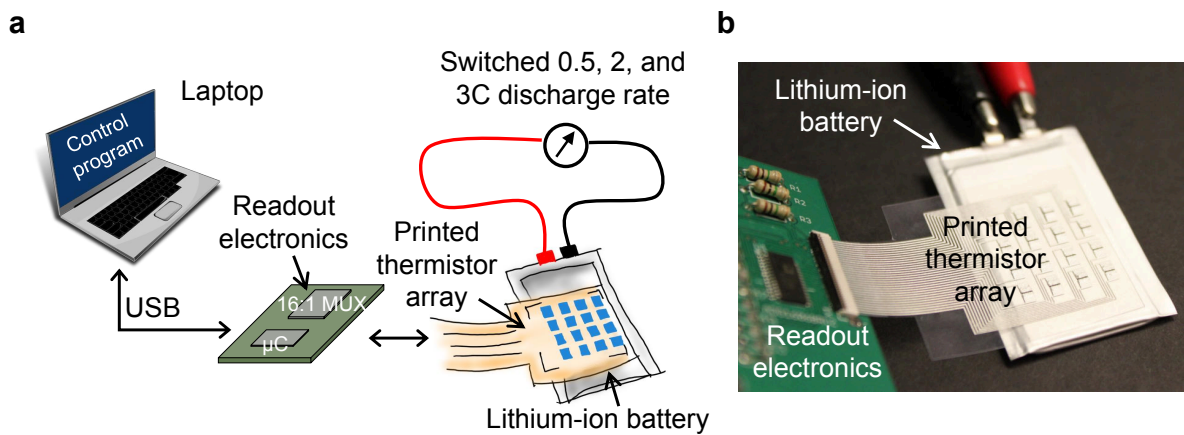 a
Switched 0.5, 2, and
3C discharge rate
Laptop
Control
program
Readout
electronics
Printed
thermistor
array
16:1 MUX
µC
USB
Lithium-ion battery
b
Lithium-ion
battery
R1
R2
R3
Printed
thermistor
array
Readout
electronics